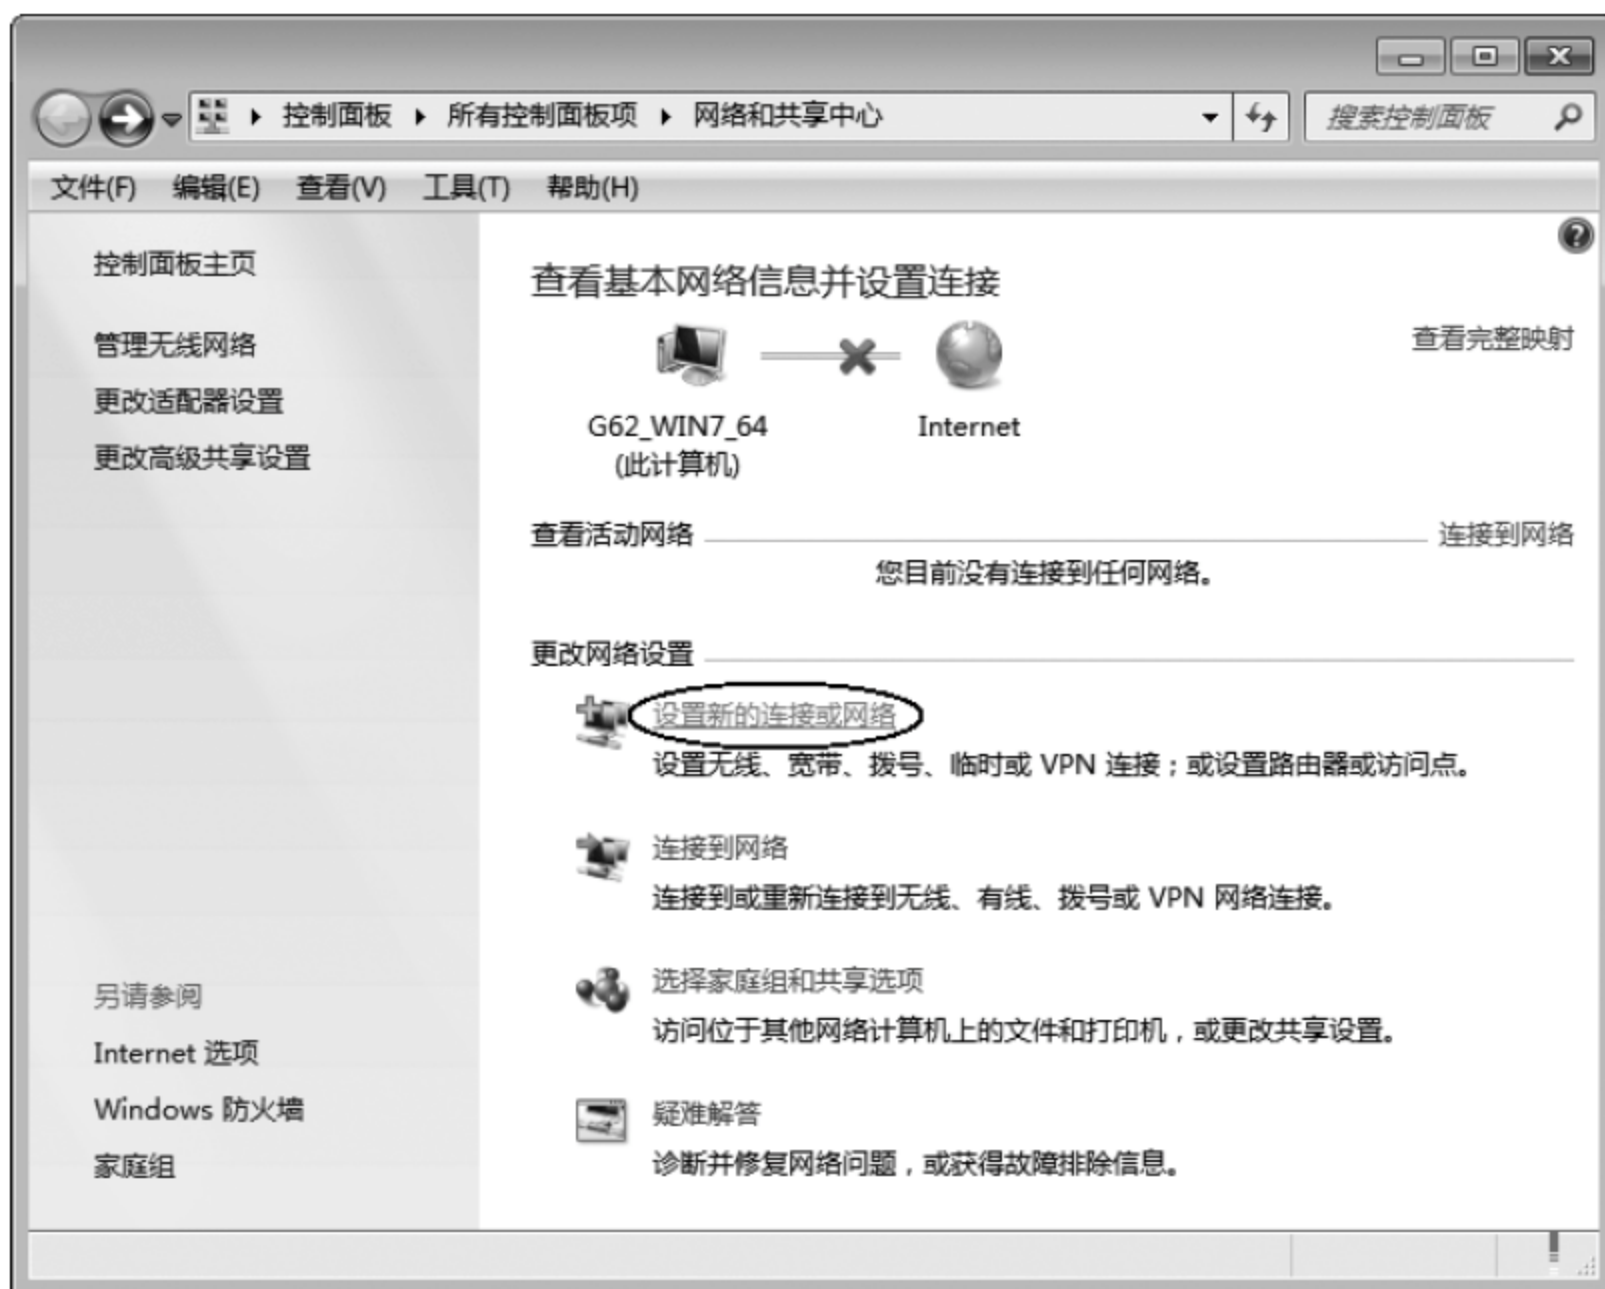 控制面板 ▸ 所有控制面板项 ▸ 网络和共享中心
搜索控制面板
文件(F) 编辑(E) 查看(V) 工具(T) 帮助(H)
控制面板主页
管理无线网络
更改适配器设置
更改高级共享设置
另请参阅
Internet 选项
Windows 防火墙
家庭组
查看基本网络信息并设置连接
查看完整映射
G62_WIN7_64
(此计算机)
Internet
查看活动网络
连接到网络
您目前没有连接到任何网络。
更改网络设置
设置新的连接或网络
设置无线、宽带、拨号、临时或 VPN 连接；或设置路由器或访问点。
连接到网络
连接到或重新连接到无线、有线、拨号或 VPN 网络连接。
选择家庭组和共享选项
访问位于其他网络计算机上的文件和打印机，或更改共享设置。
疑难解答
诊断并修复网络问题，或获得故障排除信息。